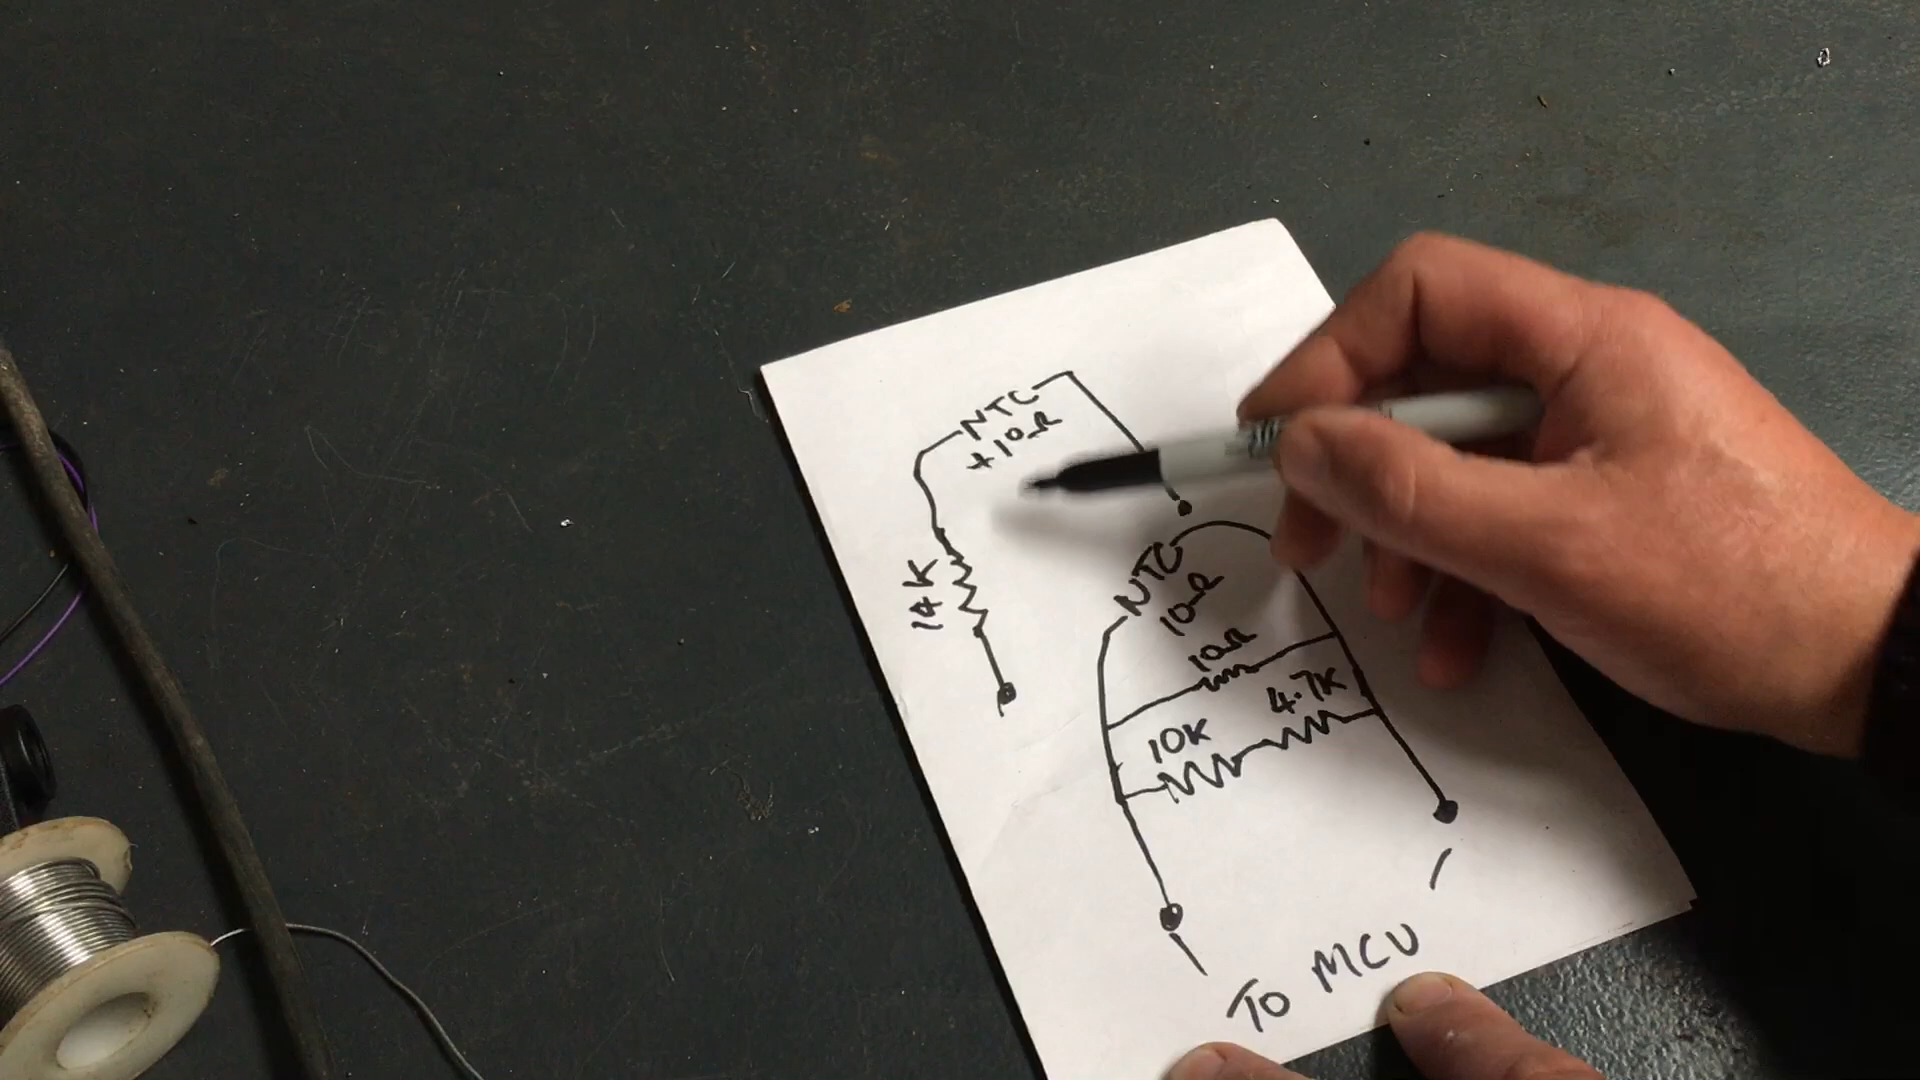 NTC
+10Ω
14K
NTC
10Ω
10Ω
4.7K
10K
TO MCU